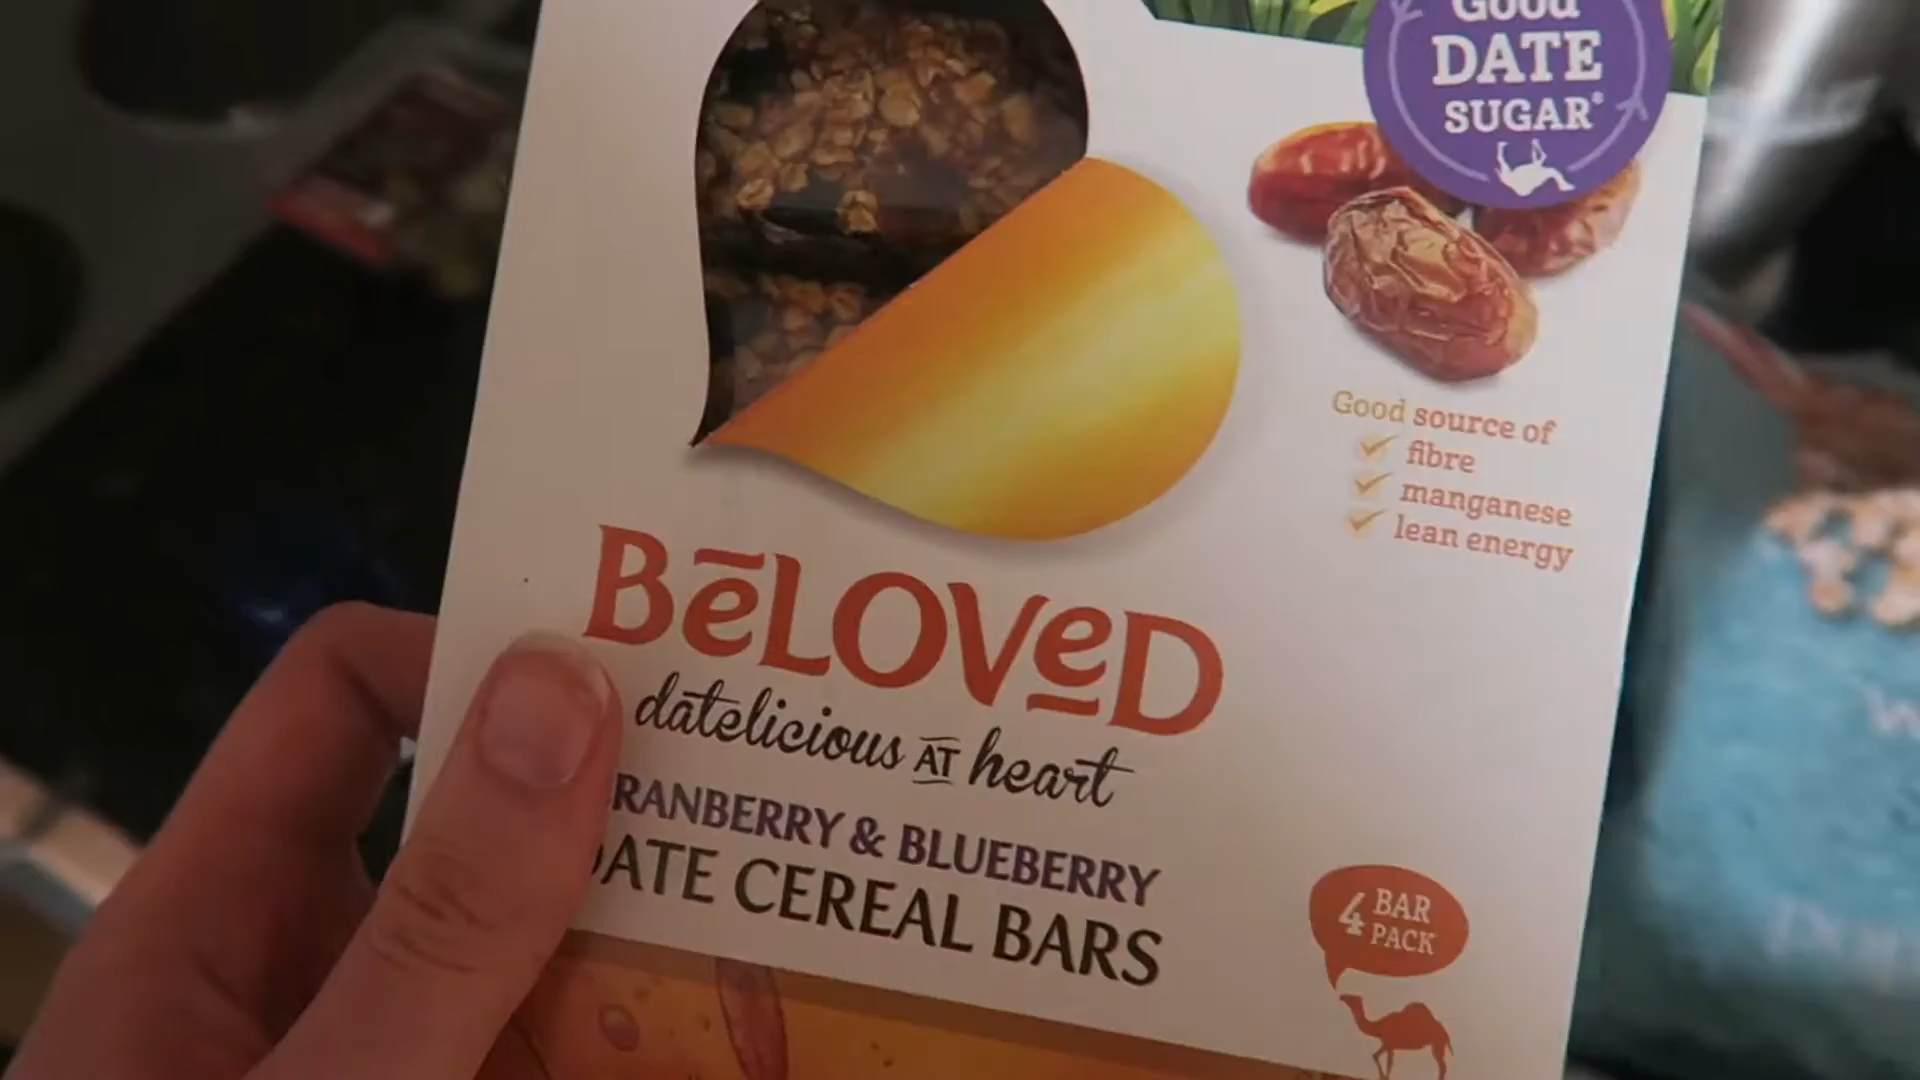 Good
DATE
SUGAR®
Good source of
fibre
manganese
lean energy
BēLOVeD
datelicious AT heart
RANBERRY & BLUEBERRY
DATE CEREAL BARS
4 BAR
PACK